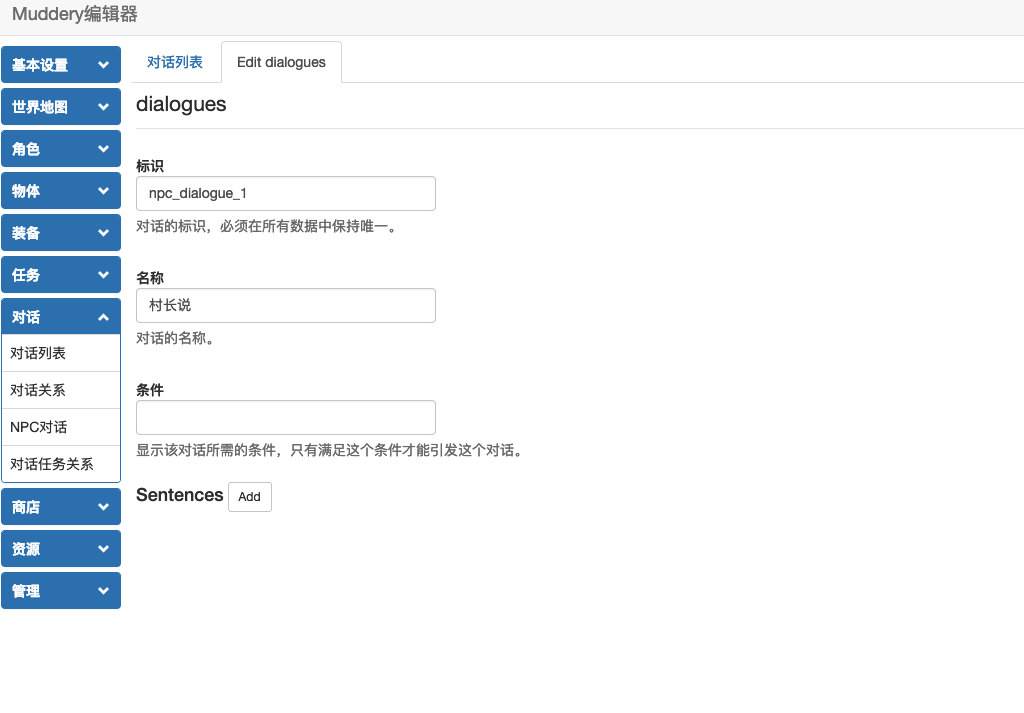 Muddery编辑器
基本设置
世界地图
角色
物体
装备
任务
对话
对话列表
对话关系
NPC对话
对话任务关系
商店
资源
管理
对话列表
Edit dialogues
dialogues
标识
npc_dialogue_1
对话的标识，必须在所有数据中保持唯一。
名称
村长说
对话的名称。
条件
显示该对话所需的条件，只有满足这个条件才能引发这个对话。
Sentences Add